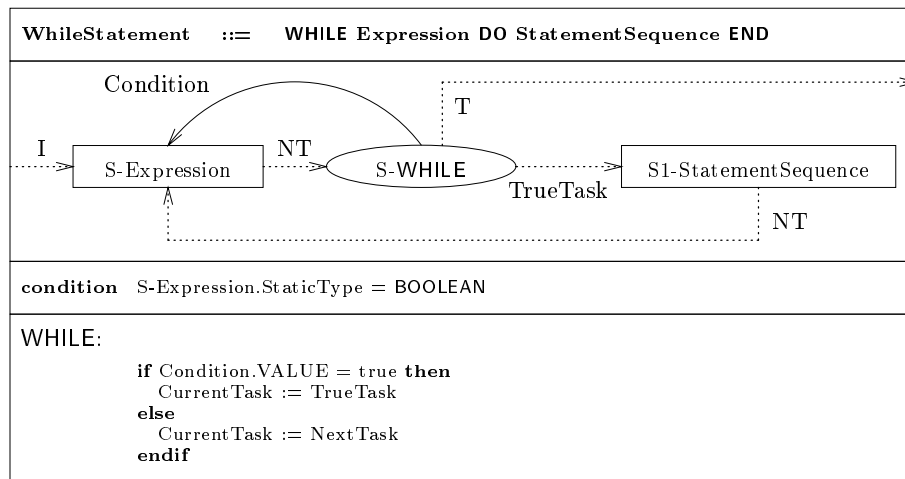 WhileStatement ::= WHILE Expression DO StatementSequence END
Condition
T
I
S-Expression
NT
S-WHILE
TrueTask
S1-StatementSequence
NT
condition S-Expression.StaticType = BOOLEAN
WHILE:
if Condition.VALUE = true then
CurrentTask := TrueTask
else
CurrentTask := NextTask
endif